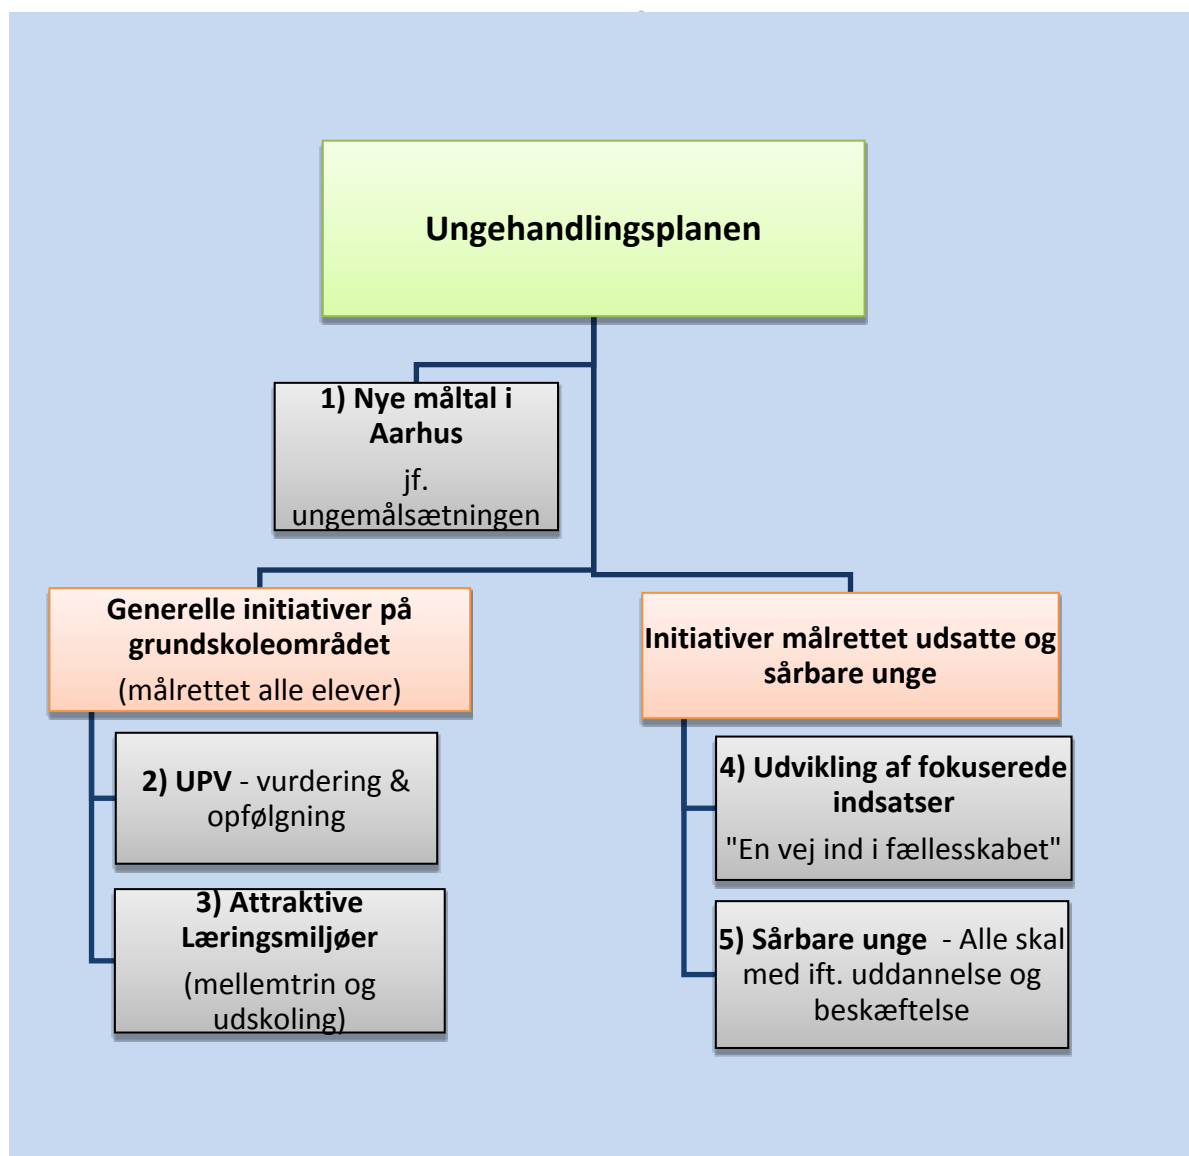 Ungehandlingsplanen
1) Nye måltal i
Aarhus
jf.
ungemålsætningen
Generelle initiativer på
grundskoleområdet
(målrettet alle elever)
2) UPV - vurdering &
opfølgning
3) Attraktive
Læringsmiljøer
(mellemtrin og
udskoling)
Initiativer målrettet udsatte og
sårbare unge
4) Udvikling af fokuserede
indsatser
"En vej ind i fællesskabet"
5) Sårbare unge  - Alle skal
med ift. uddannelse og
beskæftelse